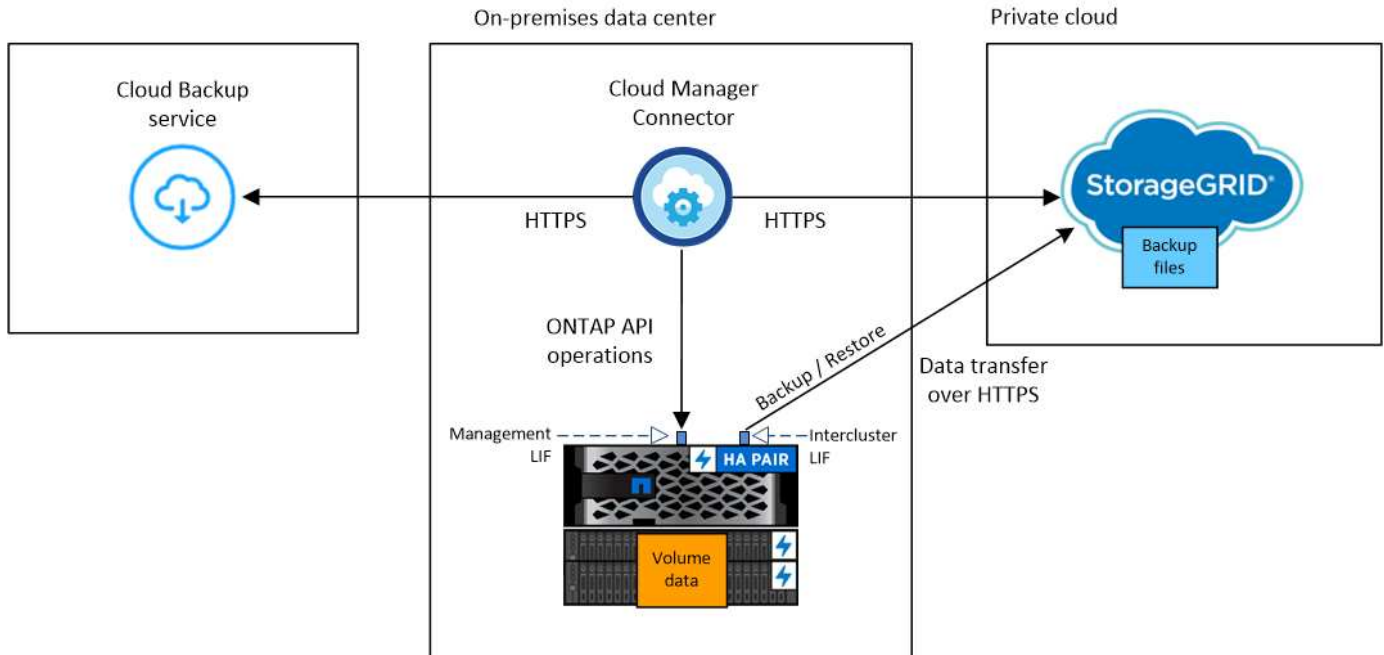 On-premises data center
Private cloud
Cloud Backup
service
Cloud Manager
Connector
StorageGRID®
Backup
files
HTTPS
HTTPS
ONTAP API
operations
Backup / Restore
Data transfer
over HTTPS
Management
LIF
Intercluster
LIF
HA PAIR
Volume
data